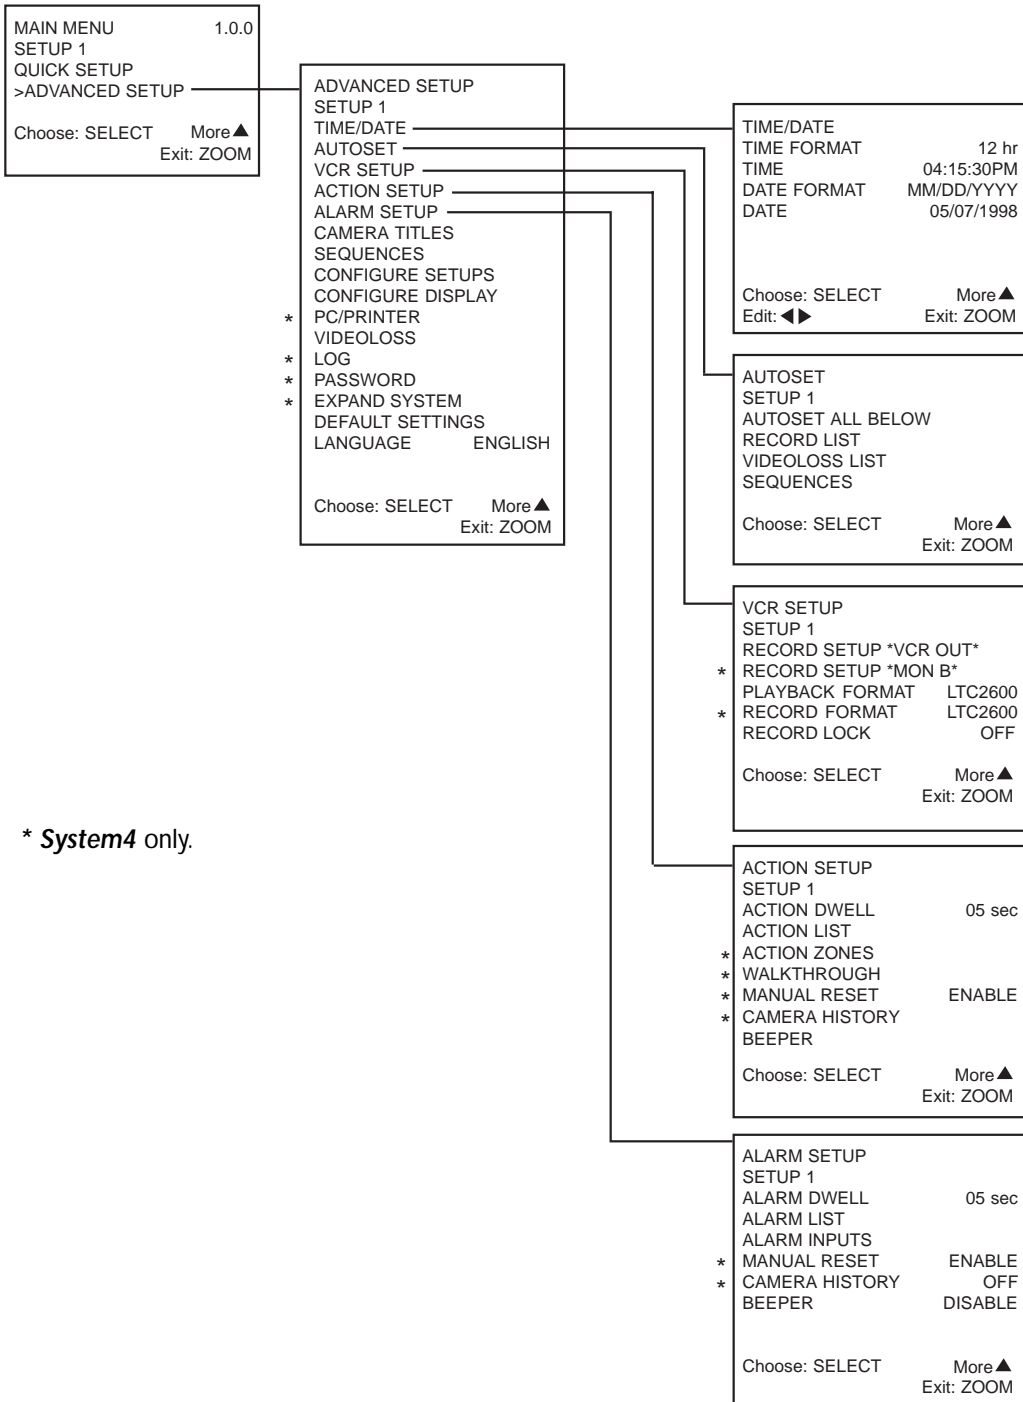 MAIN MENU 1.0.0
SETUP 1
QUICK SETUP
>ADVANCED SETUP
Choose: SELECT More▲
Exit: ZOOM
ADVANCED SETUP
SETUP 1
TIME/DATE
AUTOSET
VCR SETUP
ACTION SETUP
ALARM SETUP
CAMERA TITLES
SEQUENCES
CONFIGURE SETUPS
CONFIGURE DISPLAY
* PC/PRINTER
VIDEOLOSS
* LOG
* PASSWORD
* EXPAND SYSTEM
DEFAULT SETTINGS
LANGUAGE ENGLISH
Choose: SELECT More▲
Exit: ZOOM
TIME/DATE
TIME FORMAT 12 hr
TIME 04:15:30PM
DATE FORMAT MM/DD/YYYY
DATE 05/07/1998
Choose: SELECT More▲
Edit: ◀▶ Exit: ZOOM
AUTOSET
SETUP 1
AUTOSET ALL BELOW
RECORD LIST
VIDEOLOSS LIST
SEQUENCES
Choose: SELECT More▲
Exit: ZOOM
VCR SETUP
SETUP 1
RECORD SETUP *VCR OUT*
* RECORD SETUP *MON B*
PLAYBACK FORMAT LTC2600
* RECORD FORMAT LTC2600
RECORD LOCK OFF
Choose: SELECT More▲
Exit: ZOOM
* System4 only.
ACTION SETUP
SETUP 1
ACTION DWELL 05 sec
ACTION LIST
* ACTION ZONES
* WALKTHROUGH
* MANUAL RESET ENABLE
* CAMERA HISTORY
BEEPER
Choose: SELECT More▲
Exit: ZOOM
ALARM SETUP
SETUP 1
ALARM DWELL 05 sec
ALARM LIST
ALARM INPUTS
* MANUAL RESET ENABLE
* CAMERA HISTORY OFF
BEEPER DISABLE
Choose: SELECT More▲
Exit: ZOOM